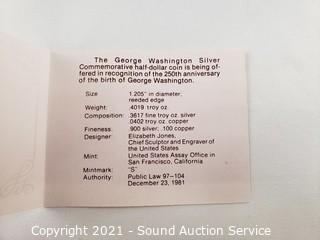 The George Washington Silver
Commemorative half-dollar coin is being of-
fered in recognition of the 250th anniversary
of the birth of George Washington.
Size 1.205" in diameter,
reeded edge
Weight: .4019 troy oz.
Composition: .3617 fine troy oz. silver
.0402 troy oz. copper
Fineness: .900 silver; .100 copper
Designer: Elizabeth Jones,
Chief Sculptor and Engraver of
the United States
Mint: United States Assay Office in
San Francisco, California
Mintmark: "S"
Authority: Public Law 97-104
December 23, 1981
Copyright 2021 - Sound Auction Service